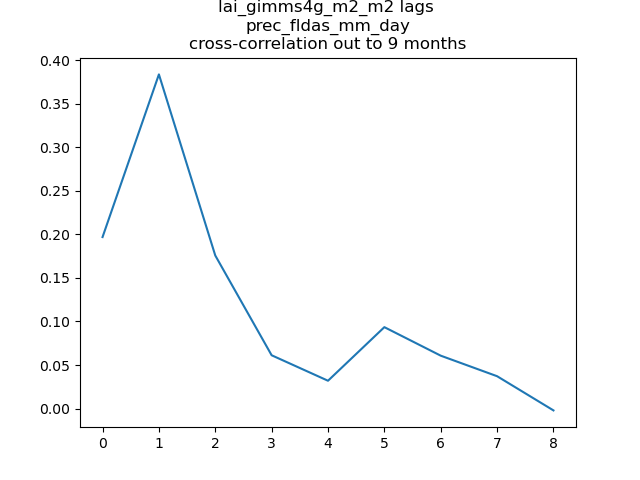 lai_gimms4g_m2_m2 lags
prec_fldas_mm_day
cross-correlation out to 9 months
0.40
0.35
0.30
0.25
0.20
0.15
0.10
0.05
0.00
0 1 2 3 4 5 6 7 8